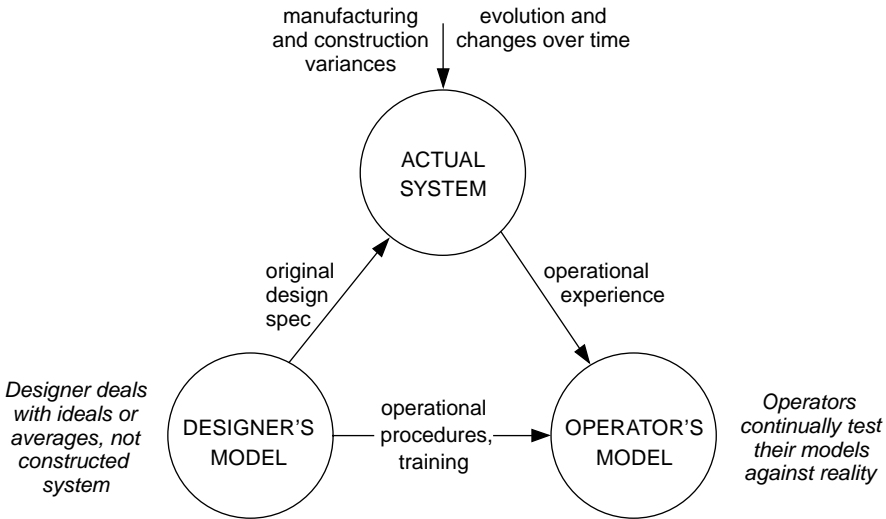 manufacturing
and construction
variances
evolution and
changes over time
ACTUAL
SYSTEM
original
design
spec
operational
experience
Designer deals
with ideals or
averages, not
constructed
system
DESIGNER'S
MODEL
operational
procedures,
training
OPERATOR'S
MODEL
Operators
continually test
their models
against reality